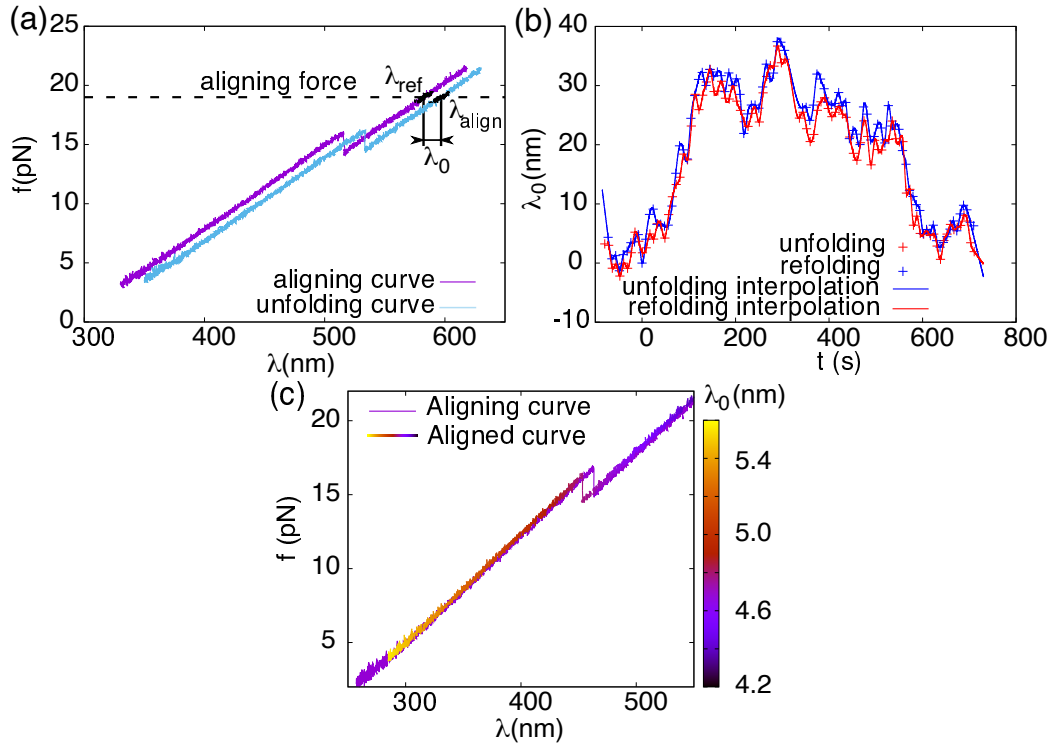 (a)
25
20
15
10
5
0
f(pN)
aligning force
λref
λalign
λ0
aligning curve
unfolding curve
300
400
500
600
λ(nm)
(b)
40
30
20
10
0
-10
λ0(nm)
unfolding
refolding
unfolding interpolation
refolding interpolation
0
200
400
600
800
t (s)
(c)
Aligning curve
Aligned curve
20
15
10
5
f (pN)
300
400
500
λ(nm)
λ0(nm)
5.4
5.0
4.6
4.2